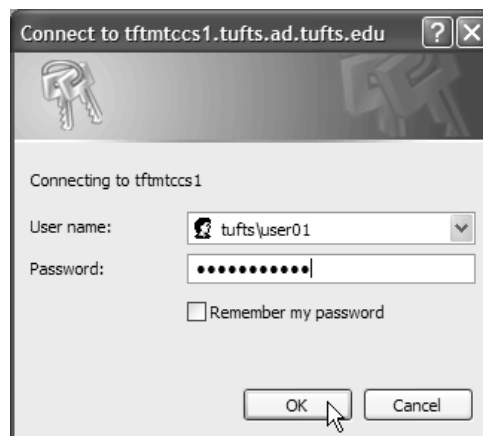 Connect to tftmtccs1.tufts.ad.tufts.edu
Connecting to tftmtccs1
User name: tufts\user01
Password: •••••••••••
Remember my password
OK Cancel